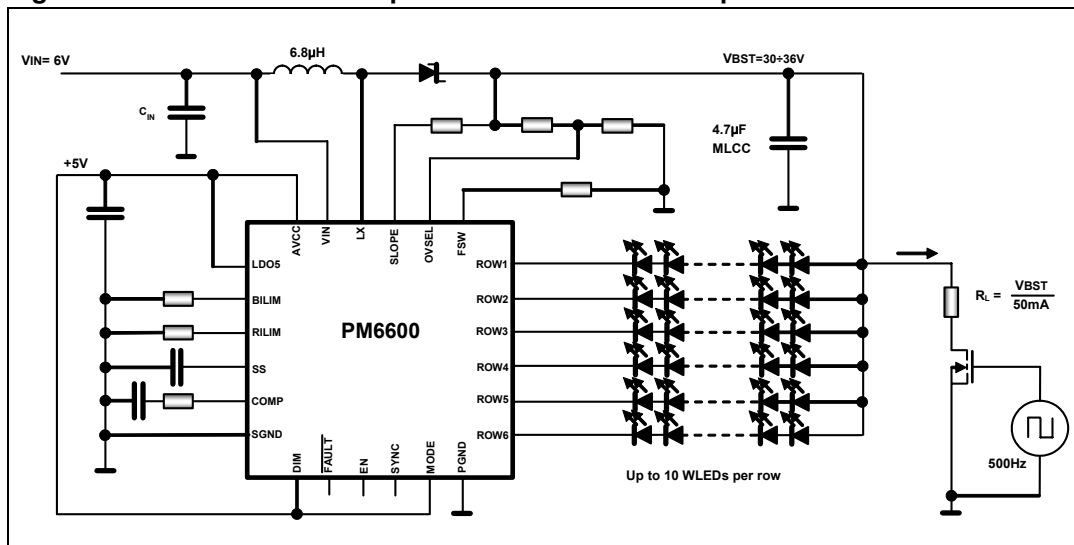 VIN= 6V
6.8µH
VBST=30÷36V
CIN
4.7µF
MLCC
+5V
AVCC
VIN
LX
SLOPE
OVSEL
FSW
LDO5
BILIM
RILIM
SS
COMP
SGND
PM6600
ROW1
ROW2
ROW3
ROW4
ROW5
ROW6
DIM
FAULT
EN
SYNC
MODE
PGND
RL = VBST
50mA
Up to 10 WLEDs per row
500Hz